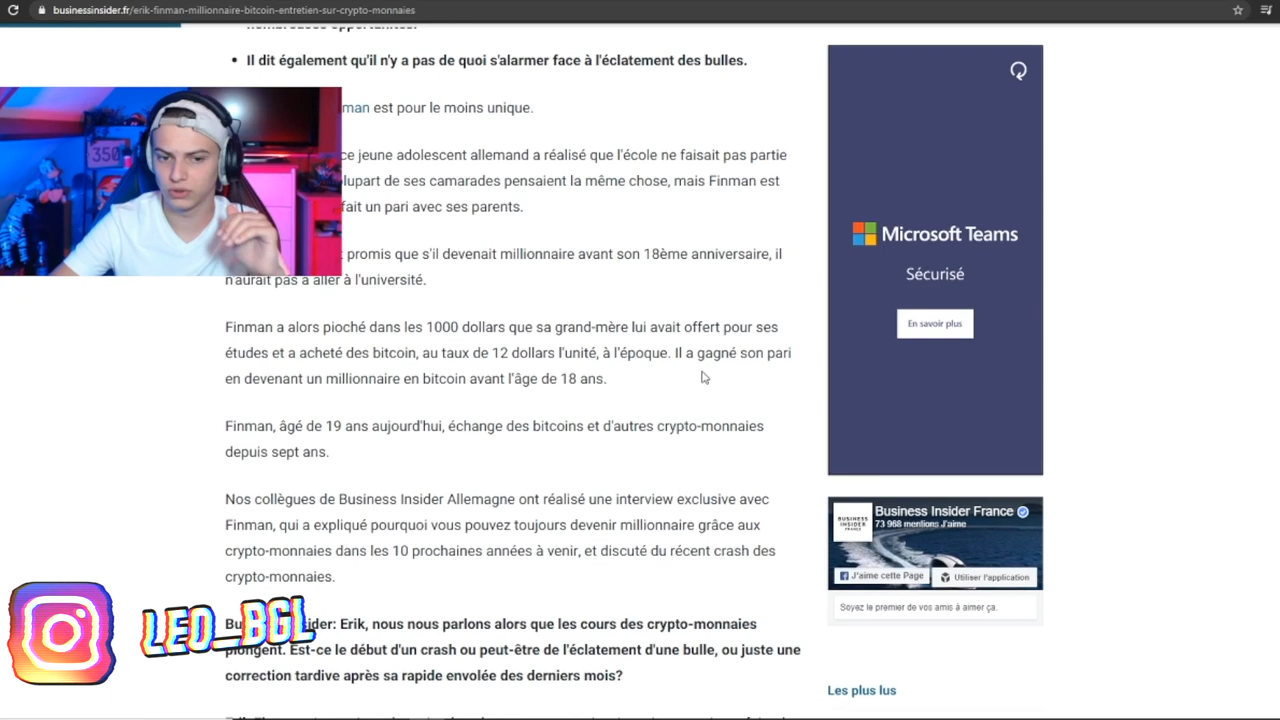 businessinsider.fr/erik-finman-millionnaire-bitcoin-entretien-sur-crypto-monnaies
nombreuses opportunités.
• Il dit également qu'il n'y a pas de quoi s'alarmer face à l'éclatement des bulles.
man est pour le moins unique.
ce jeune adolescent allemand a réalisé que l'école ne faisait pas partie
lupart de ses camarades pensaient la même chose, mais Finman est
fait un pari avec ses parents.
promis que s'il devenait millionnaire avant son 18ème anniversaire, il
n'aurait pas à aller à l'université.
Finman a alors pioché dans les 1000 dollars que sa grand-mère lui avait offert pour ses
études et a acheté des bitcoin, au taux de 12 dollars l'unité, à l'époque. Il a gagné son pari
en devenant un millionnaire en bitcoin avant l'âge de 18 ans.
Finman, âgé de 19 ans aujourd'hui, échange des bitcoins et d'autres crypto-monnaies
depuis sept ans.
Nos collègues de Business Insider Allemagne ont réalisé une interview exclusive avec
Finman, qui a expliqué pourquoi vous pouvez toujours devenir millionnaire grâce aux
crypto-monnaies dans les 10 prochaines années à venir, et discuté du récent crash des
crypto-monnaies.
Bu sider: Erik, nous nous parlons alors que les cours des crypto-monnaies
plongent. Est-ce le début d'un crash ou peut-être de l'éclatement d'une bulle, ou juste une
correction tardive après sa rapide envolée des derniers mois?
350
LEO_BGL
Microsoft Teams
Sécurisé
En savoir plus
BUSINESS
INSIDER
FRANCE
Business Insider France
73 968 mentions J'aime
J'aime cette Page
Utiliser l'application
Soyez le premier de vos amis à aimer ça.
Les plus lus